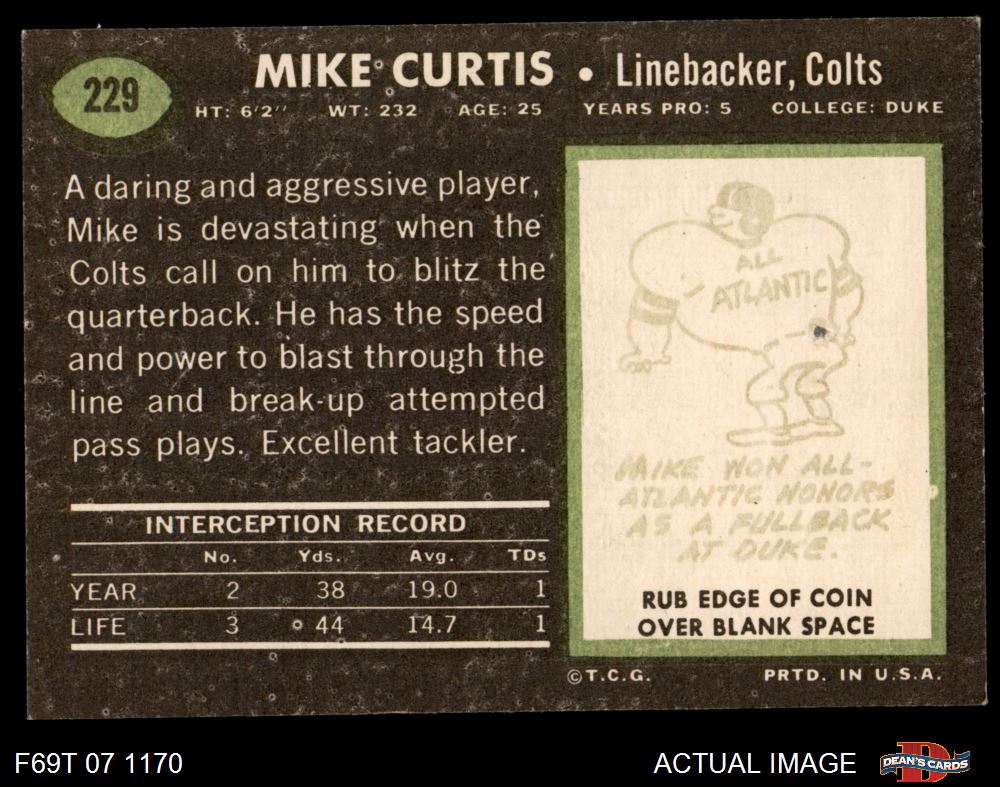 229
MIKE CURTIS • Linebacker, Colts
HT: 6'2" WT: 232 AGE: 25 YEARS PRO: 5 COLLEGE: DUKE
A daring and aggressive player,
Mike is devastating when the
Colts call on him to blitz the
quarterback. He has the speed
and power to blast through the
line and break-up attempted
pass plays. Excellent tackler.
INTERCEPTION RECORD
No. Yds. Avg. TDs
YEAR 2 38 19.0 1
LIFE 3 44 14.7 1
ALL
ATLANTIC
MIKE WON ALL-
ATLANTIC HONORS
AS A FULLBACK
AT DUKE.
RUB EDGE OF COIN
OVER BLANK SPACE
©T.C.G. PRTD. IN U.S.A.
F69T 07 1170 ACTUAL IMAGE
DEAN'S CARDS